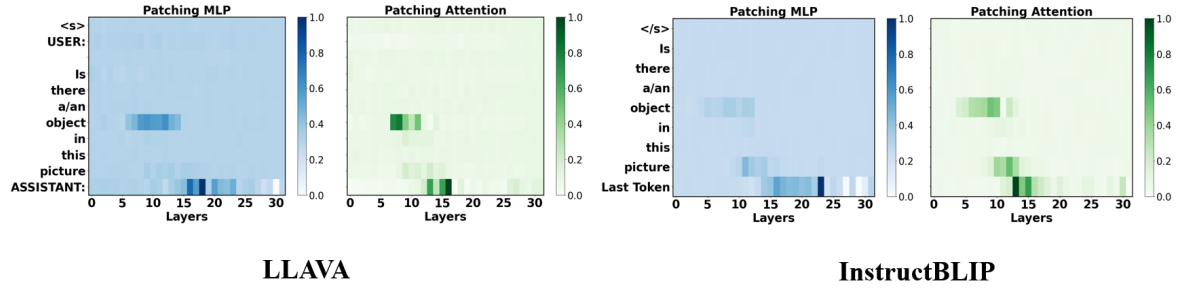 Patching MLP
Patching Attention
<s>
USER:
Is
there
a/an
object
in
this
picture
ASSISTANT:
0 5 10 15 20 25 30
Layers
0.0
0.2
0.4
0.6
0.8
1.0
0 5 10 15 20 25 30
Layers
0.0
0.2
0.4
0.6
0.8
1.0
LLAVA
Patching MLP
Patching Attention
</s>
Is
there
a/an
object
in
this
picture
Last Token
0 5 10 15 20 25 30
Layers
0.0
0.2
0.4
0.6
0.8
1.0
0 5 10 15 20 25 30
Layers
0.0
0.2
0.4
0.6
0.8
1.0
InstructBLIP